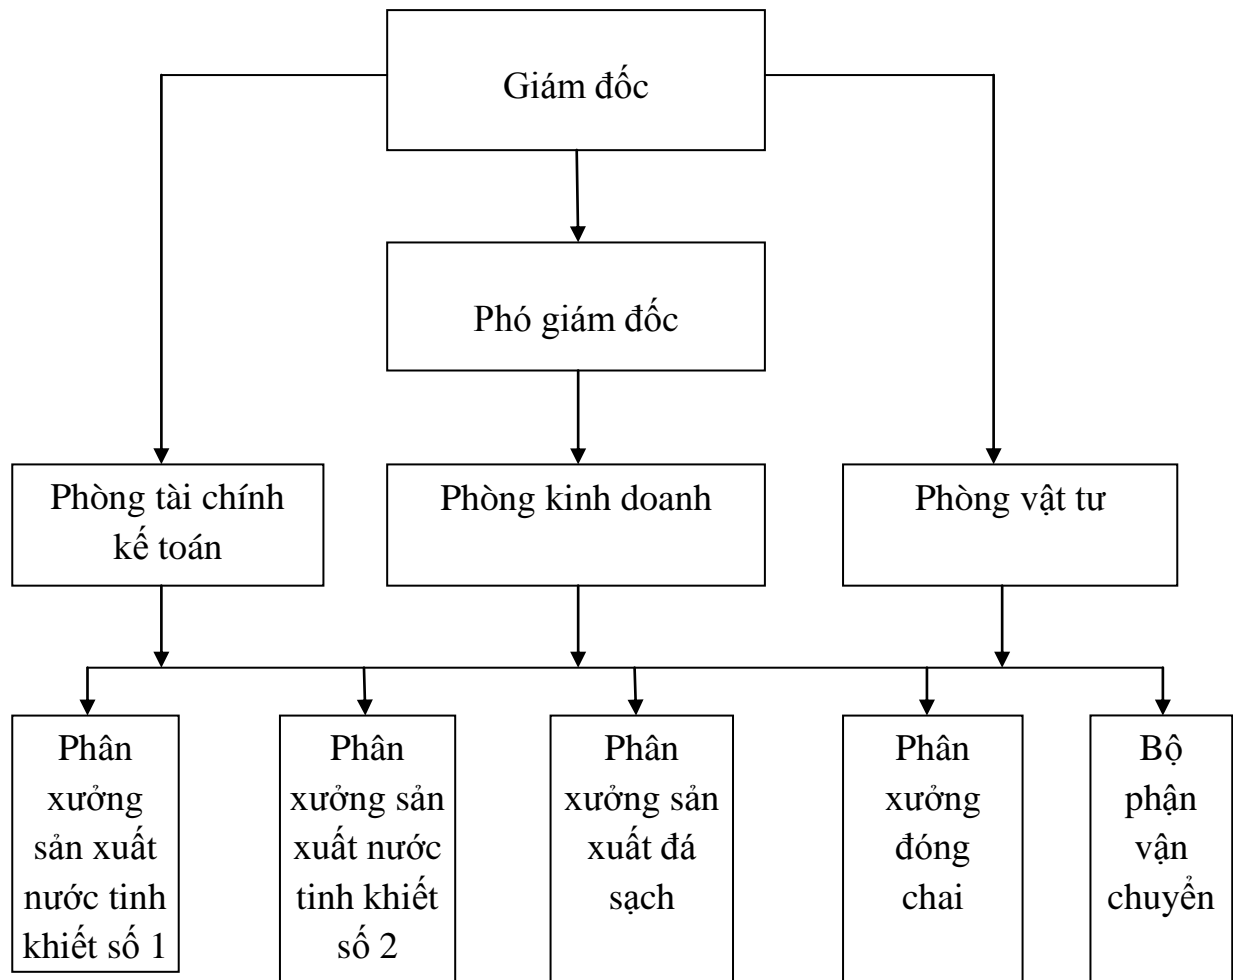 Giám đốc
Phó giám đốc
Phòng tài chính
kế toán
Phòng kinh doanh
Phòng vật tư
Phân
xưởng
sản xuất
nước tinh
khiết số 1
Phân
xưởng sản
xuất nước
tinh khiết
số 2
Phân
xưởng sản
xuất đá
sạch
Phân
xưởng
đóng
chai
Bộ
phận
vận
chuyển